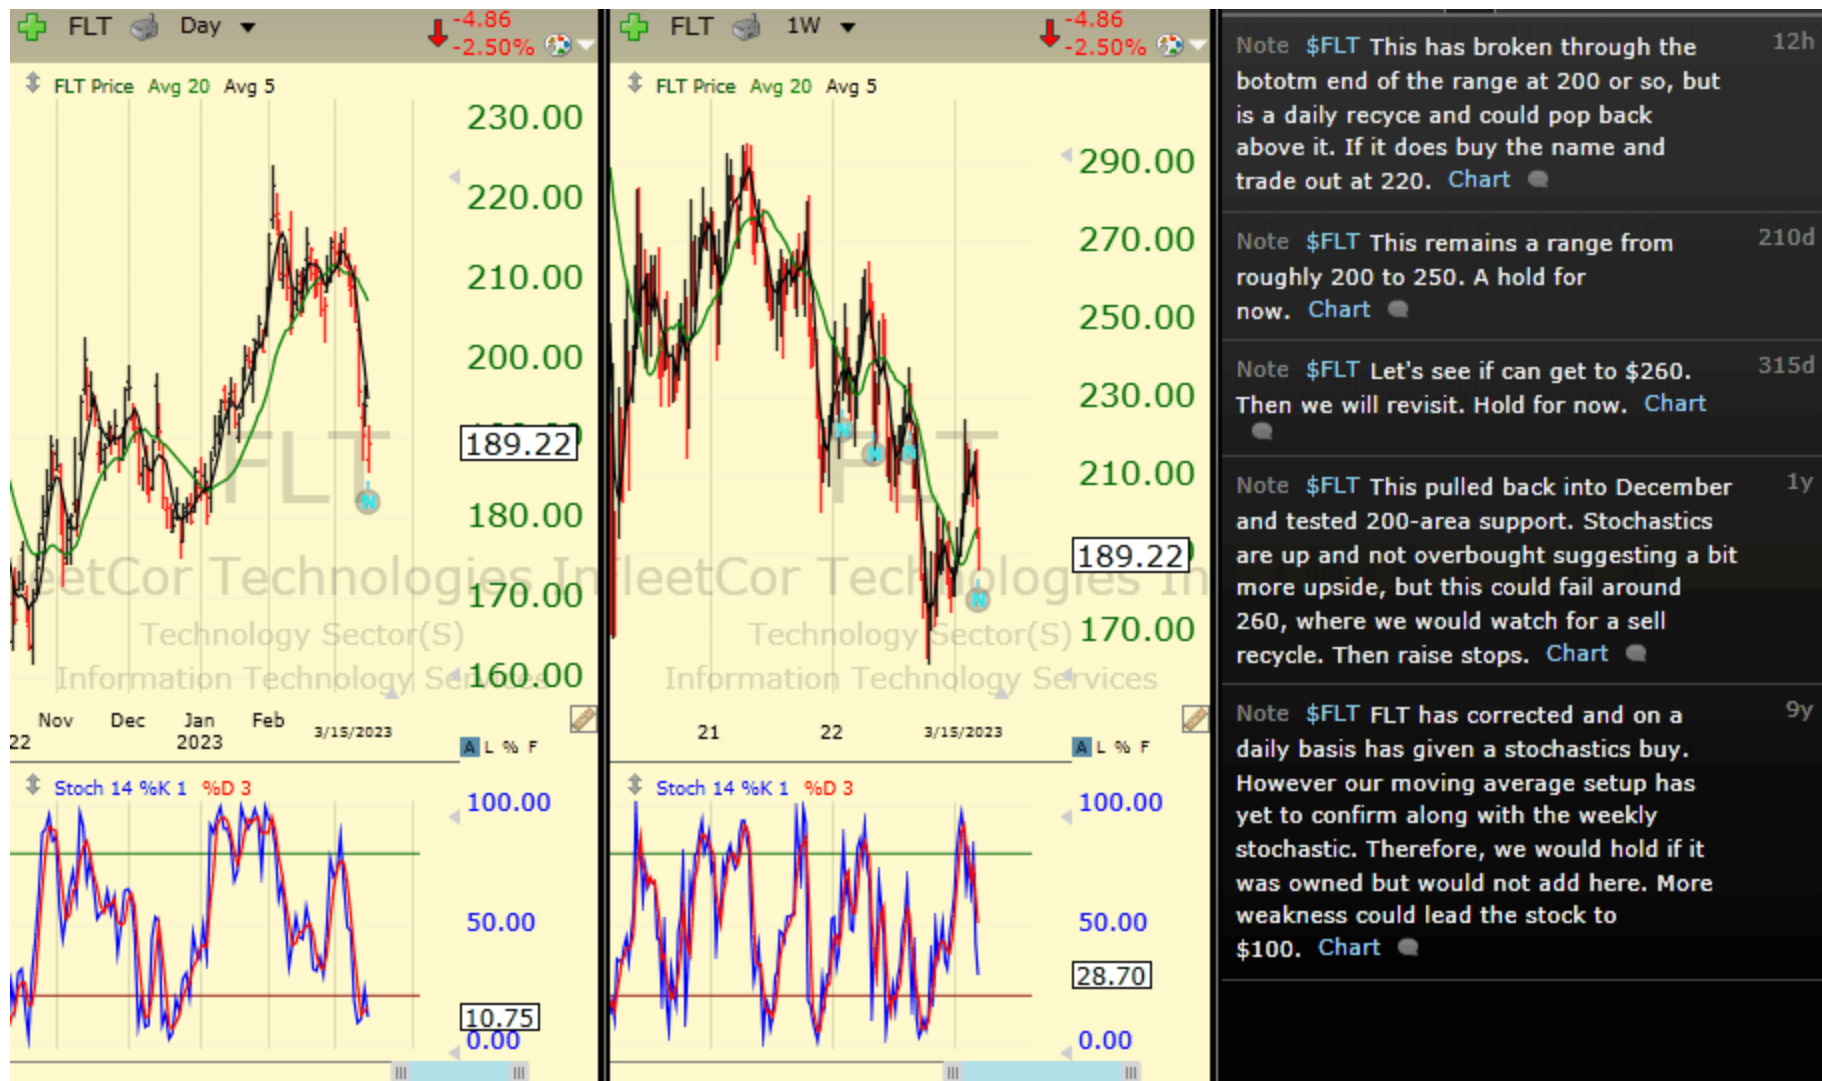 FLT Day
-4.86
-2.50%
FLT Price Avg 20 Avg 5
230.00
220.00
210.00
200.00
189.22
180.00
170.00
160.00
FLT
FleetCor Technologies In
Technology Sector(S)
Information Technology Services
Nov Dec Jan Feb 3/15/2023
22 2023
A L % F
Stoch 14 %K 1 %D 3
100.00
50.00
10.75
0.00
FLT 1W
-4.86
-2.50%
FLT Price Avg 20 Avg 5
290.00
270.00
250.00
230.00
210.00
189.22
170.00
N
N
N
N
N
FLT
FleetCor Technologies In
Technology Sector(S)
Information Technology Services
21 22 3/15/2023
A L % F
Stoch 14 %K 1 %D 3
100.00
50.00
28.70
0.00
Note $FLT This has broken through the 12h
bototm end of the range at 200 or so, but
is a daily recyce and could pop back
above it. If it does buy the name and
trade out at 220. Chart
Note $FLT This remains a range from 210d
roughly 200 to 250. A hold for
now. Chart
Note $FLT Let's see if can get to $260. 315d
Then we will revisit. Hold for now. Chart
Note $FLT This pulled back into December 1y
and tested 200-area support. Stochastics
are up and not overbought suggesting a bit
more upside, but this could fail around
260, where we would watch for a sell
recycle. Then raise stops. Chart
Note $FLT FLT has corrected and on a 9y
daily basis has given a stochastics buy.
However our moving average setup has
yet to confirm along with the weekly
stochastic. Therefore, we would hold if it
was owned but would not add here. More
weakness could lead the stock to
$100. Chart